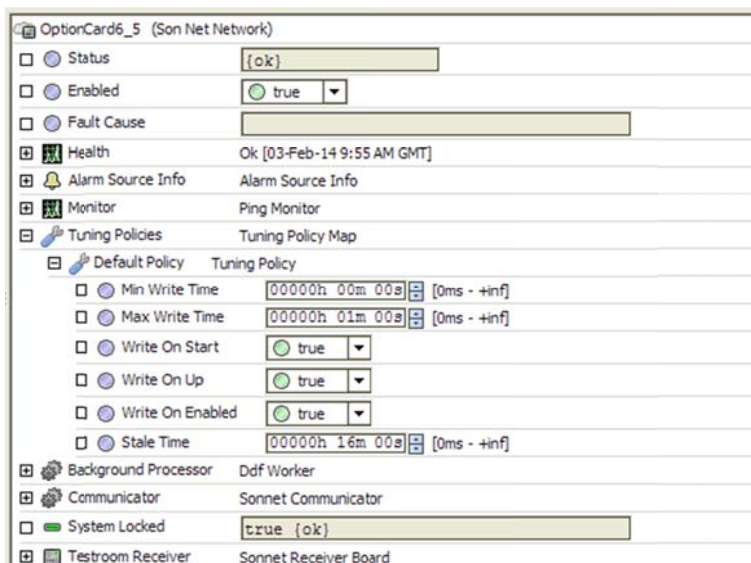 OptionCard6_5 (Son Net Network)
Status {ok}
Enabled true
Fault Cause
Health Ok [03-Feb-14 9:55 AM GMT]
Alarm Source Info Alarm Source Info
Monitor Ping Monitor
Tuning Policies Tuning Policy Map
Default Policy Tuning Policy
Min Write Time 00000h 00m 00s [0ms - +inf]
Max Write Time 00000h 01m 00s [0ms - +inf]
Write On Start true
Write On Up true
Write On Enabled true
Stale Time 00000h 16m 00s [0ms - +inf]
Background Processor Ddf Worker
Communicator Sonnet Communicator
System Locked true {ok}
Testroom Receiver Sonnet Receiver Board